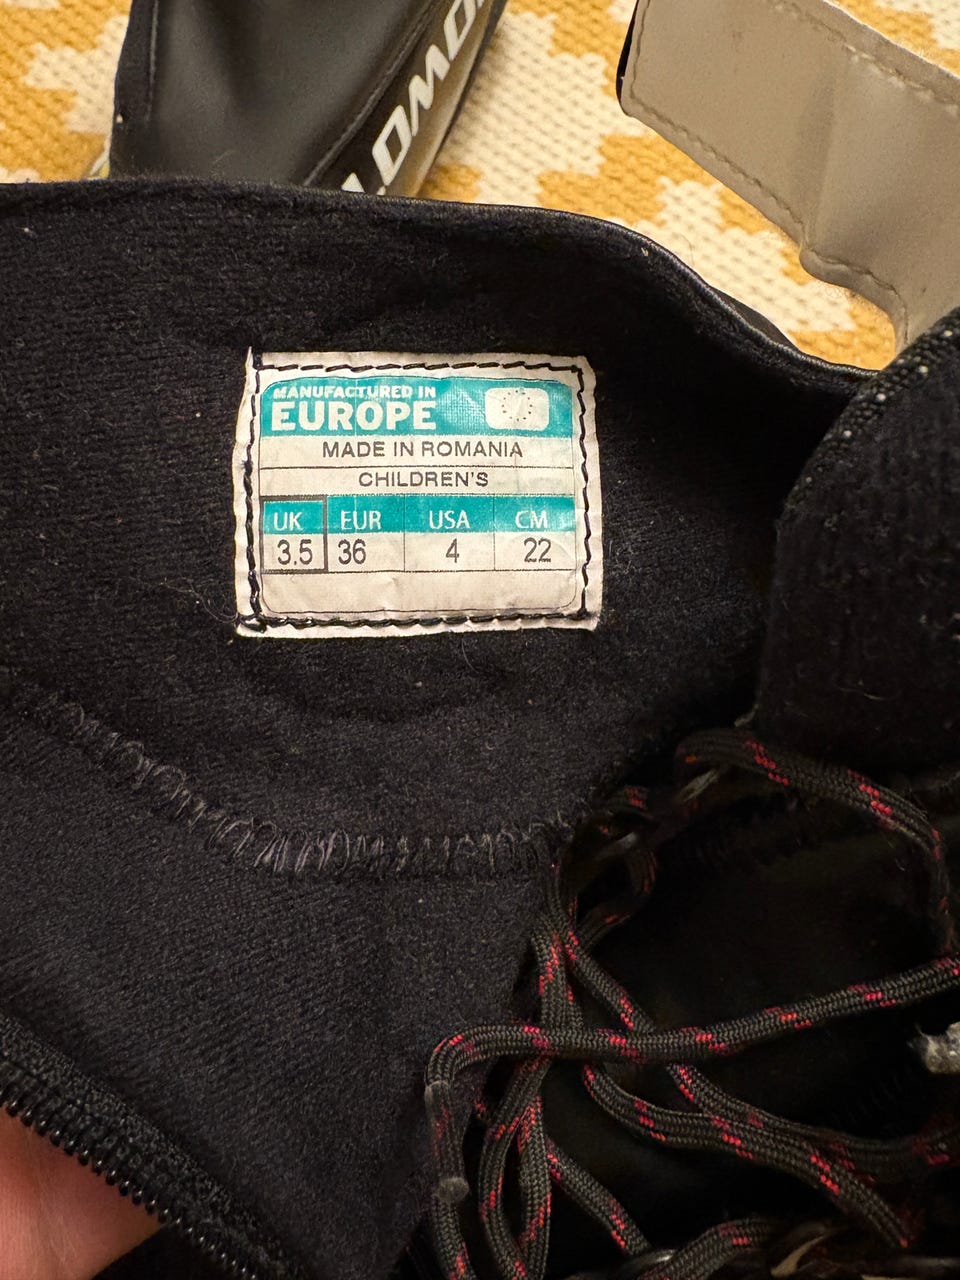 MANUFACTURED IN
EUROPE
MADE IN ROMANIA
CHILDREN'S
UK EUR USA CM
3.5 36 4 22